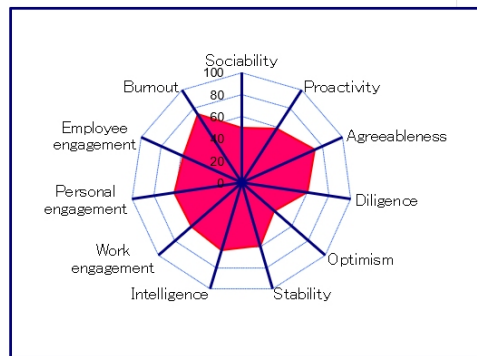 Sociability
100
80
60
40
20
0
Proactivity
Agreeableness
Diligence
Optimism
Stability
Intelligence
Work
engagement
Personal
engagement
Employee
engagement
Burnout